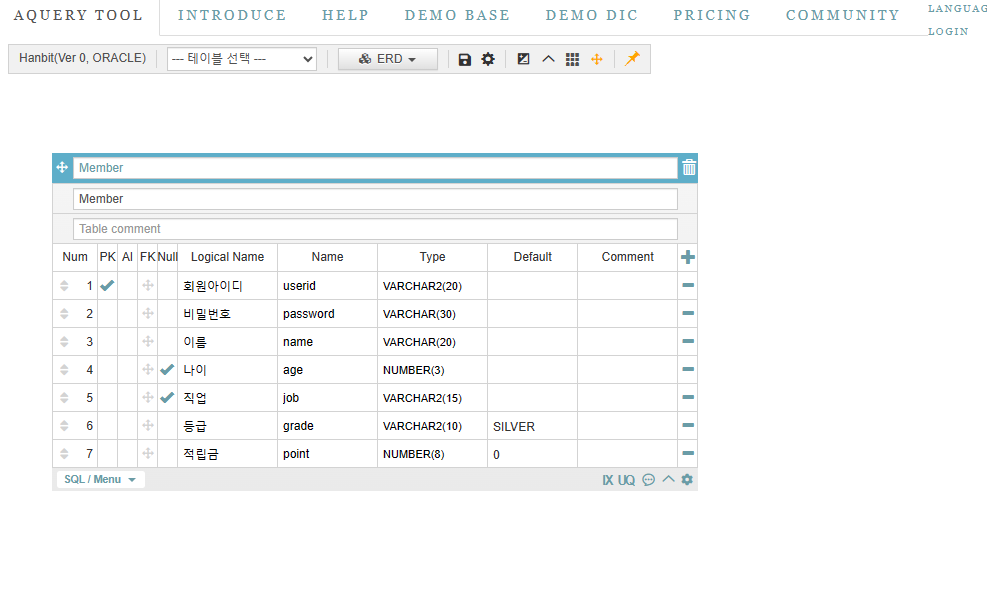 AQUERY TOOL INTRODUCE HELP DEMO BASE DEMO DIC PRICING COMMUNITY LANGUAG
LOGIN
Hanbit(Ver 0, ORACLE) --- 테이블 선택 --- ERD
Member
Member
Table comment
Num PK AI FK Null Logical Name Name Type Default Comment
1 회원아이디 userid VARCHAR2(20)
2 비밀번호 password VARCHAR(30)
3 이름 name VARCHAR(20)
4 나이 age NUMBER(3)
5 직업 job VARCHAR2(15)
6 등급 grade VARCHAR2(10) SILVER
7 적립금 point NUMBER(8) 0
SQL / Menu IX UQ